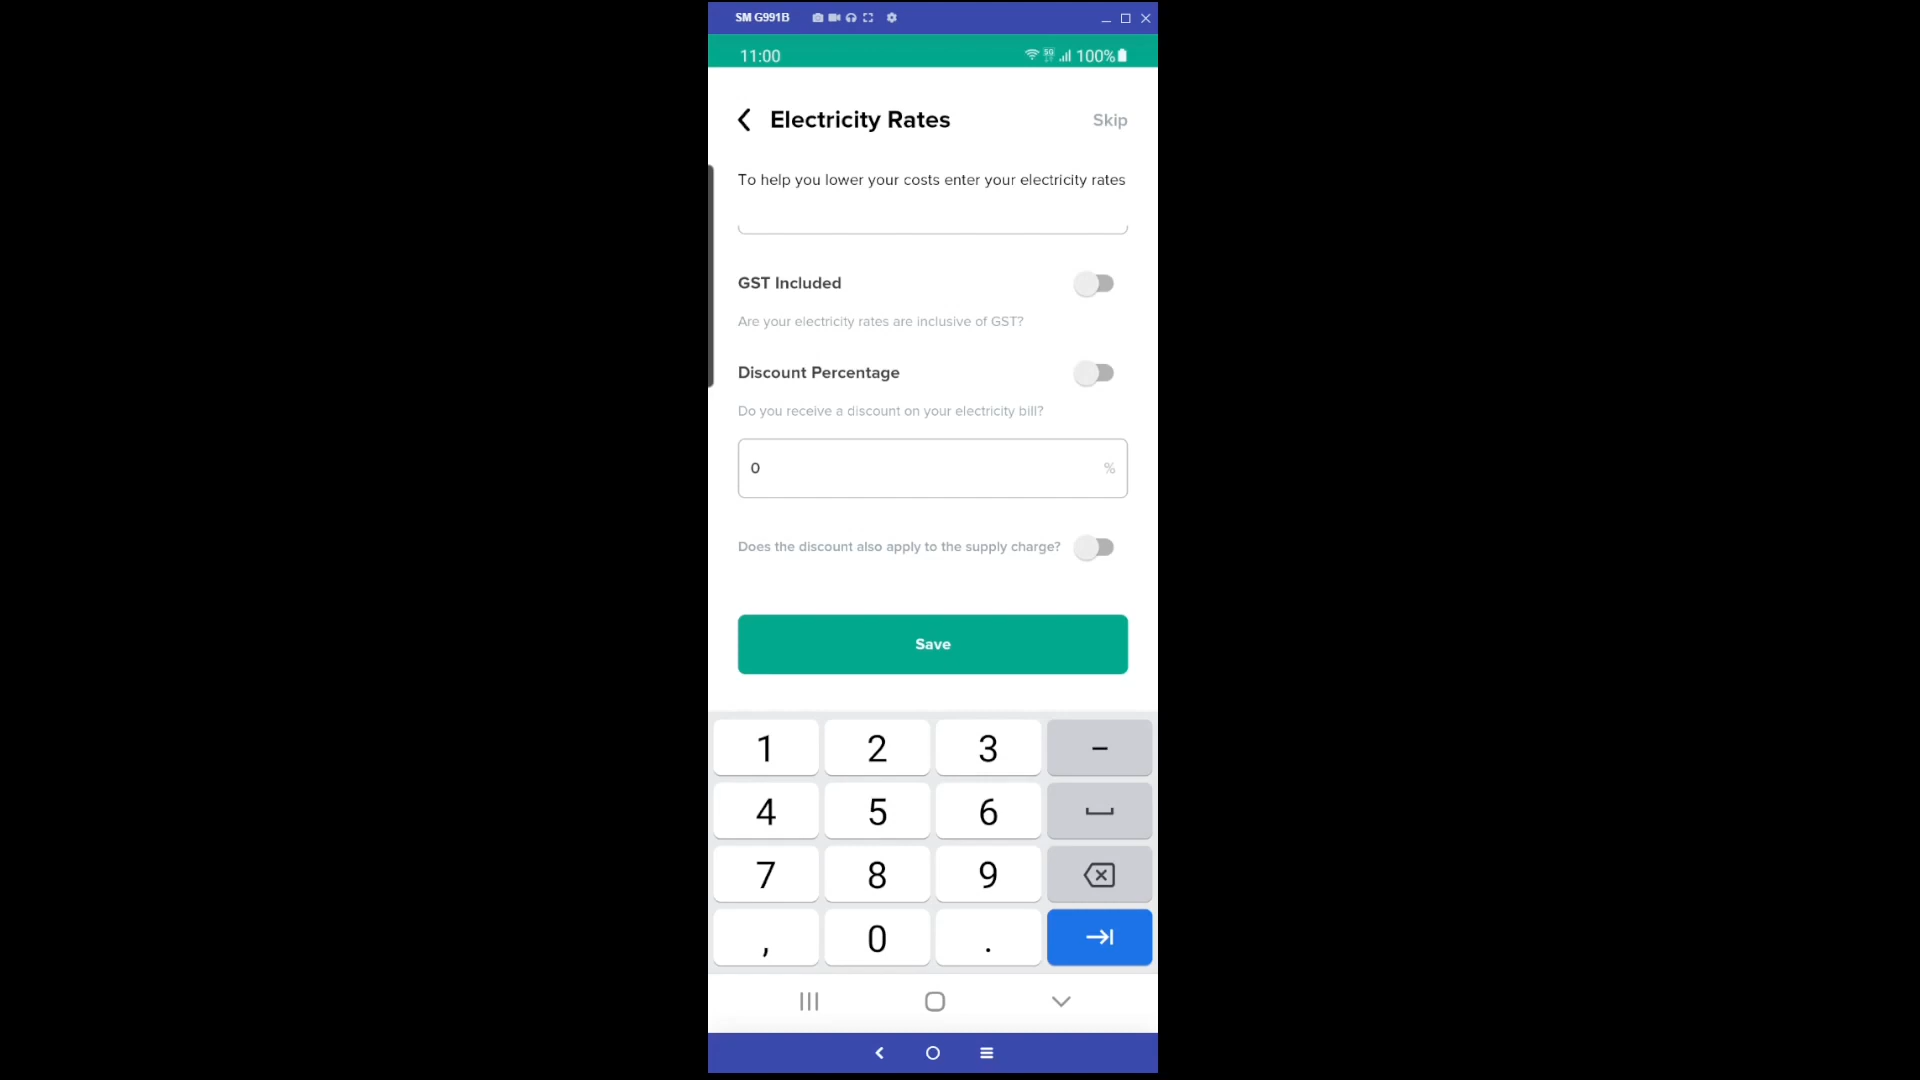 SM G991B
11:00
5G
100%
Electricity Rates
Skip
To help you lower your costs enter your electricity rates
GST Included
Are your electricity rates are inclusive of GST?
Discount Percentage
Do you receive a discount on your electricity bill?
0 %
Does the discount also apply to the supply charge?
Save
1 2 3 –
4 5 6
7 8 9
, 0 .